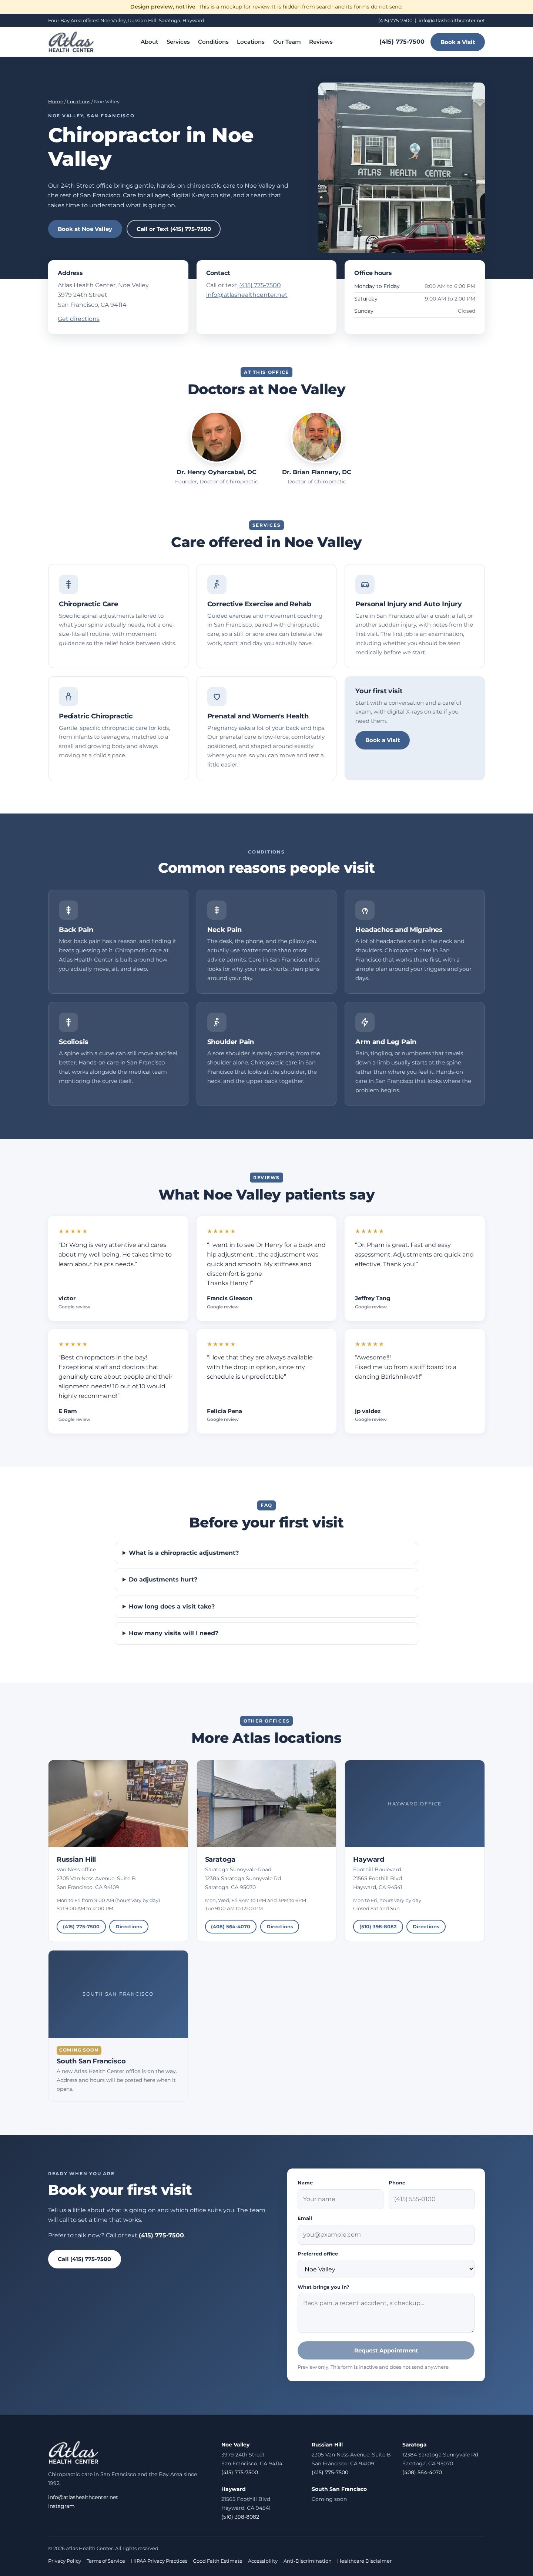 Design preview, not live This is a mockup for review. It is hidden from search and its forms do not send.
Four Bay Area offices: Noe Valley, Russian Hill, Saratoga, Hayward
(415) 775-7500 | info@atlashealthcenter.net
Atlas
HEALTH CENTER
About Services Conditions Locations Our Team Reviews
(415) 775-7500
Book a Visit
Home / Locations / Noe Valley
NOE VALLEY, SAN FRANCISCO
Chiropractor in Noe
Valley
Our 24th Street office brings gentle, hands-on chiropractic care to Noe Valley and
the rest of San Francisco. Care for all ages, digital X-rays on site, and a team that
takes time to understand what is going on.
Book at Noe Valley
Call or Text (415) 775-7500
ATLAS HEALTH CENTER
Address
Atlas Health Center, Noe Valley
3979 24th Street
San Francisco, CA 94114
Get directions
Contact
Call or text (415) 775-7500
info@atlashealthcenter.net
Office hours
Monday to Friday 8:00 AM to 6:00 PM
Saturday 9:00 AM to 2:00 PM
Sunday Closed
AT THIS OFFICE
Doctors at Noe Valley
Dr. Henry Oyharcabal, DC
Founder, Doctor of Chiropractic
Dr. Brian Flannery, DC
Doctor of Chiropractic
SERVICES
Care offered in Noe Valley
Chiropractic Care
Specific spinal adjustments tailored to
what your spine actually needs, not a one-
size-fits-all routine, with movement
guidance so the relief holds between visits.
Corrective Exercise and Rehab
Guided exercise and movement coaching
in San Francisco, paired with chiropractic
care, so a stiff or sore area can tolerate the
work, sport, and day you actually have.
Personal Injury and Auto Injury
Care in San Francisco after a crash, a fall, or
another sudden injury, with notes from the
first visit. The first job is an examination,
including whether you should be seen
medically before we start.
Pediatric Chiropractic
Gentle, specific chiropractic care for kids,
from infants to teenagers, matched to a
small and growing body and always
moving at a child's pace.
Prenatal and Women's Health
Pregnancy asks a lot of your back and hips.
Our prenatal care is low-force, comfortably
positioned, and shaped around exactly
where you are, so you can move and rest a
little easier.
Your first visit
Start with a conversation and a careful
exam, with digital X-rays on site if you
need them.
Book a Visit
CONDITIONS
Common reasons people visit
Back Pain
Most back pain has a reason, and finding it
beats guessing at it. Chiropractic care at
Atlas Health Center is built around how
you actually move, sit, and sleep.
Neck Pain
The desk, the phone, and the pillow you
actually use matter more than most
advice admits. Care in San Francisco that
looks for why your neck hurts, then plans
around your day.
Headaches and Migraines
A lot of headaches start in the neck and
shoulders. Chiropractic care in San
Francisco that works there first, with a
simple plan around your triggers and your
days.
Scoliosis
A spine with a curve can still move and feel
better. Hands-on care in San Francisco
that works alongside the medical team
monitoring the curve itself.
Shoulder Pain
A sore shoulder is rarely coming from the
shoulder alone. Chiropractic care in San
Francisco that looks at the shoulder, the
neck, and the upper back together.
Arm and Leg Pain
Pain, tingling, or numbness that travels
down a limb usually starts at the spine
rather than where you feel it. Hands-on
care in San Francisco that looks where the
problem begins.
REVIEWS
What Noe Valley patients say
★★★★★
“Dr Wong is very attentive and cares
about my well being. He takes time to
learn about his pts needs.”
victor
Google review
★★★★★
“I went in to see Dr Henry for a back and
hip adjustment... the adjustment was
quick and smooth. My stiffness and
discomfort is gone
Thanks Henry !”
Francis Gleason
Google review
★★★★★
“Dr. Pham is great. Fast and easy
assessment. Adjustments are quick and
effective. Thank you!”
Jeffrey Tang
Google review
★★★★★
“Best chiropractors in the bay!
Exceptional staff and doctors that
genuinely care about people and their
alignment needs! 10 out of 10 would
highly recommend!”
E Ram
Google review
★★★★★
“I love that they are always available
with the drop in option, since my
schedule is unpredictable”
Felicia Pena
Google review
★★★★★
“Awesome!!!
Fixed me up from a stiff board to a
dancing Barishnikov!!!”
jp valdez
Google review
FAQ
Before your first visit
What is a chiropractic adjustment?
Do adjustments hurt?
How long does a visit take?
How many visits will I need?
OTHER OFFICES
More Atlas locations
Russian Hill
Van Ness office
2305 Van Ness Avenue, Suite B
San Francisco, CA 94109
Mon to Fri from 9:00 AM (hours vary by day)
Sat 9:00 AM to 12:00 PM
(415) 775-7500
Directions
Saratoga
Saratoga Sunnyvale Road
12384 Saratoga Sunnyvale Rd
Saratoga, CA 95070
Mon, Wed, Fri 9AM to 1PM and 3PM to 6PM
Tue 9:00 AM to 12:00 PM
(408) 564-4070
Directions
HAYWARD OFFICE
Hayward
Foothill Boulevard
21565 Foothill Blvd
Hayward, CA 94541
Mon to Fri, hours vary by day
Closed Sat and Sun
(510) 398-8082
Directions
SOUTH SAN FRANCISCO
COMING SOON
South San Francisco
A new Atlas Health Center office is on the way.
Address and hours will be posted here when it
opens.
READY WHEN YOU ARE
Book your first visit
Tell us a little about what is going on and which office suits you. The team
will call to set a time that works.
Prefer to talk now? Call or text (415) 775-7500.
Call (415) 775-7500
Name
Your name
Phone
(415) 555-0100
Email
you@example.com
Preferred office
Noe Valley
What brings you in?
Back pain, a recent accident, a checkup...
Request Appointment
Preview only. This form is inactive and does not send anywhere.
Atlas
HEALTH CENTER
Chiropractic care in San Francisco and the Bay Area since
1992.
info@atlashealthcenter.net
Instagram
Noe Valley
3979 24th Street
San Francisco, CA 94114
(415) 775-7500
Russian Hill
2305 Van Ness Avenue, Suite B
San Francisco, CA 94109
(415) 775-7500
Saratoga
12384 Saratoga Sunnyvale Rd
Saratoga, CA 95070
(408) 564-4070
Hayward
21565 Foothill Blvd
Hayward, CA 94541
(510) 398-8082
South San Francisco
Coming soon
© 2026 Atlas Health Center. All rights reserved.
Privacy Policy Terms of Service HIPAA Privacy Practices Good Faith Estimate Accessibility Anti-Discrimination Healthcare Disclaimer